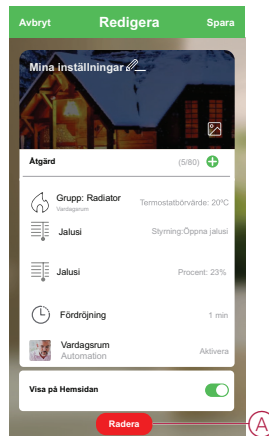 Avbryt Redigera Spara
Mina inställningar
Åtgärd (5/80)
Grupp: Radiator Termostatbörvärde: 20ºC
Vardagsrum
Jalusi Styrning:Öppna jalusi
Jalusi Procent: 23%
Fördröjning 1 min
Vardagsrum
Automation Aktivera
Visa på Hemsidan
Radera A